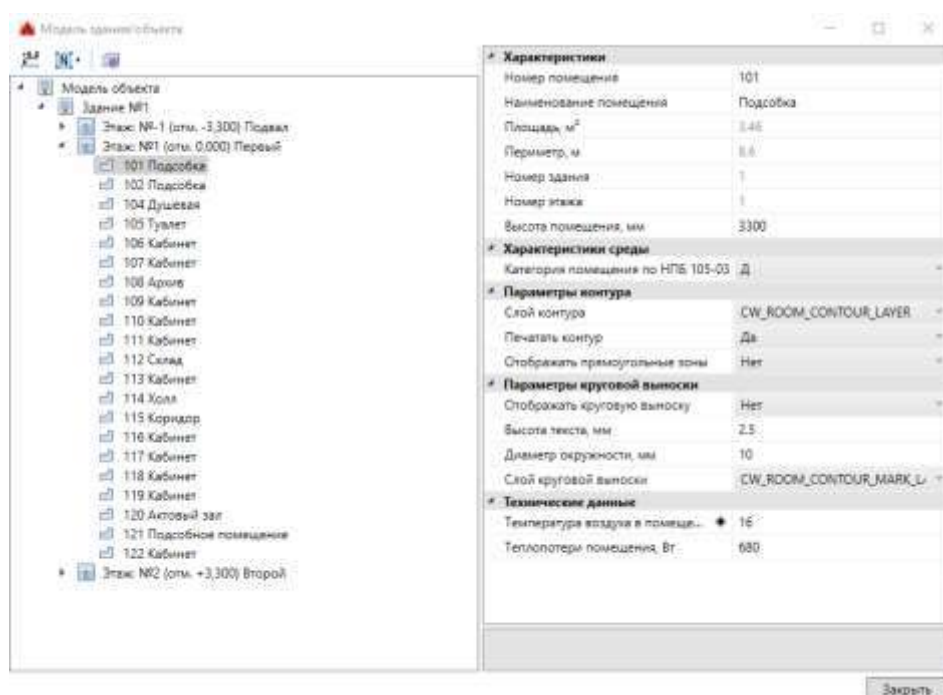 Модель здания/объекта
Модель объекта
Здание №1
Этаж: №-1 (отм. -3,300) Подвал
Этаж: №1 (отм. 0,000) Первый
101 Подсобка
102 Подсобка
104 Душевая
105 Туалет
106 Кабинет
107 Кабинет
108 Архив
109 Кабинет
110 Кабинет
111 Кабинет
112 Склад
113 Кабинет
114 Холл
115 Коридор
116 Кабинет
117 Кабинет
118 Кабинет
119 Кабинет
120 Актовый зал
121 Подсобное помещение
122 Кабинет
Этаж: №2 (отм. +3,300) Второй
Характеристики
Номер помещения 101
Наименование помещения Подсобка
Площадь, м² 3.46
Периметр, м 8.6
Номер здания 1
Номер этажа 1
Высота помещения, мм 3300
Характеристики среды
Категория помещения по НПБ 105-03 Д
Параметры контура
Слой контура CW_ROOM_CONTOUR_LAYER
Печатать контур Да
Отображать прямоугольные зоны Нет
Параметры круговой выноски
Отображать круговую выноску Нет
Высота текста, мм 2.5
Диаметр окружности, мм 10
Слой круговой выноски CW_ROOM_CONTOUR_MARK_L
Технические данные
Температура воздуха в помеще... 16
Теплопотери помещения, Вт 680
Закрыть